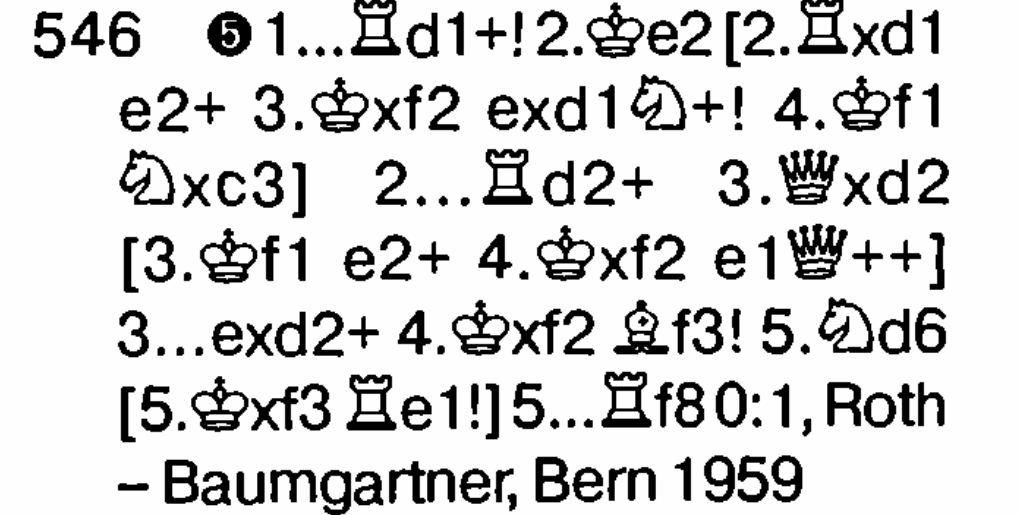 546 ❺ 1...♖d1+! 2.♔e2 [2.♖xd1
e2+ 3.♔xf2 exd1♘+! 4.♔f1
♘xc3] 2...♖d2+ 3.♕xd2
[3.♔f1 e2+ 4.♔xf2 e1♕++]
3...exd2+ 4.♔xf2 ♗f3! 5.♘d6
[5.♔xf3 ♖e1!] 5...♖f8 0:1, Roth
– Baumgartner, Bern 1959